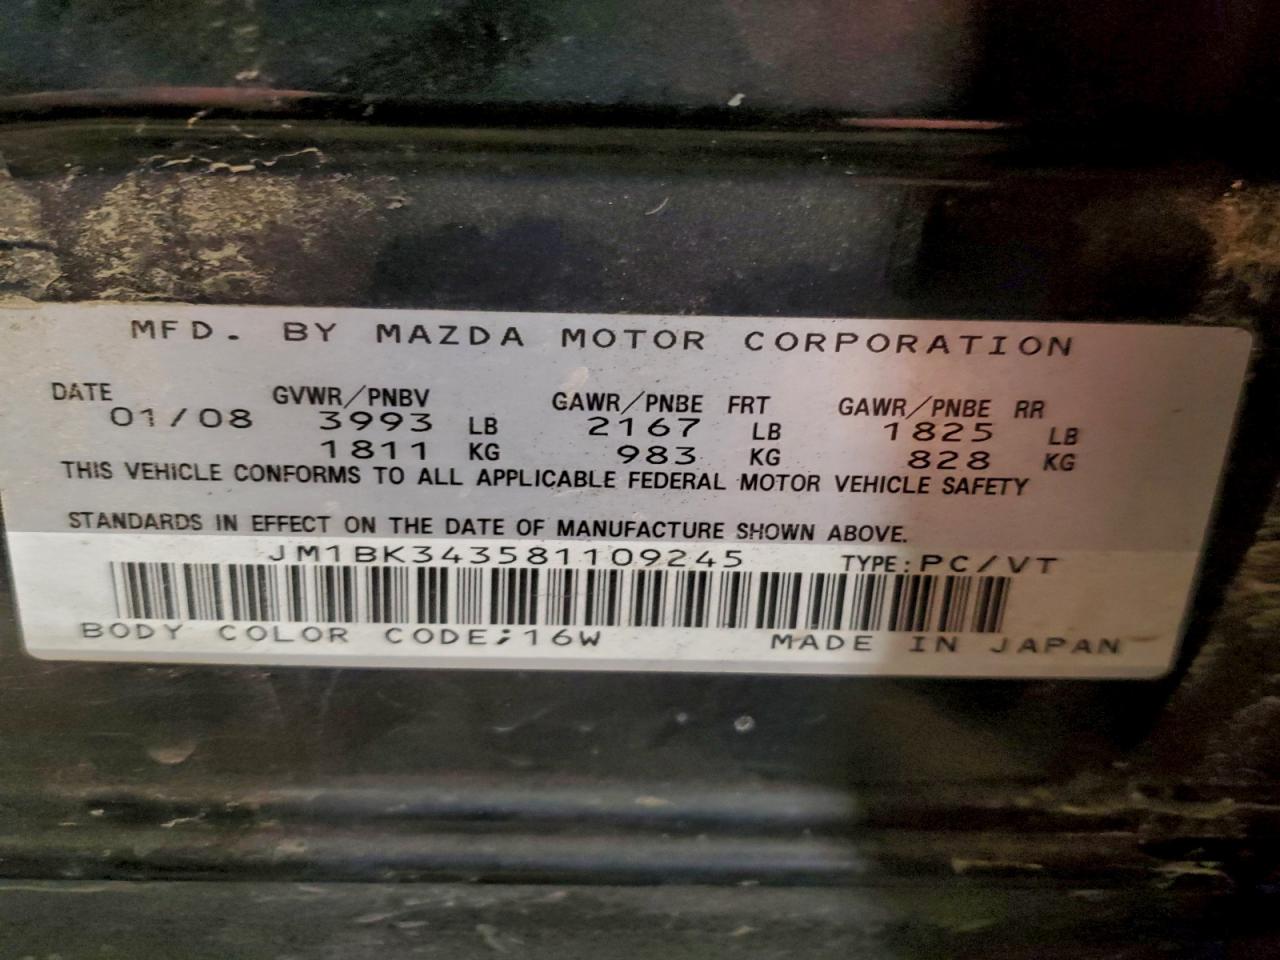 MFD. BY MAZDA MOTOR CORPORATION
DATE GVWR/PNBV GAWR/PNBE FRT GAWR/PNBE RR
01/08 3993 LB 2167 LB 1825 LB
1811 KG 983 KG 828 KG
THIS VEHICLE CONFORMS TO ALL APPLICABLE FEDERAL MOTOR VEHICLE SAFETY
STANDARDS IN EFFECT ON THE DATE OF MANUFACTURE SHOWN ABOVE.
JM1BK343581109245 TYPE:PC/VT
BODY COLOR CODE;16W MADE IN JAPAN